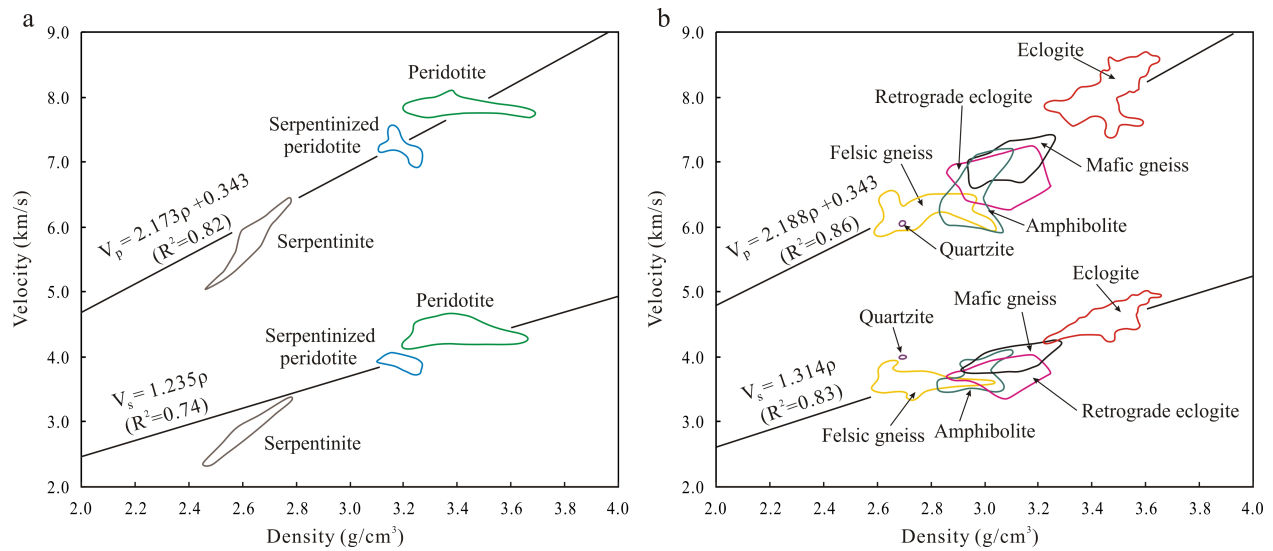 a
9.0
8.0
7.0
6.0
5.0
4.0
3.0
2.0
Velocity (km/s)
2.0 2.2 2.4 2.6 2.8 3.0 3.2 3.4 3.6 3.8 4.0
Density (g/cm³)
Peridotite
Serpentinized
peridotite
Vₚ=2.173ρ+0.343
(R²=0.82)
Serpentinite
Peridotite
Serpentinized
peridotite
Vₛ=1.235ρ
(R²=0.74)
Serpentinite
b
9.0
8.0
7.0
6.0
5.0
4.0
3.0
2.0
Velocity (km/s)
2.0 2.2 2.4 2.6 2.8 3.0 3.2 3.4 3.6 3.8 4.0
Density (g/cm³)
Eclogite
Retrograde eclogite
Felsic gneiss
Mafic gneiss
Vₚ=2.188ρ+0.343
(R²=0.86)
Amphibolite
Quartzite
Eclogite
Mafic gneiss
Quartzite
Vₛ=1.314ρ
(R²=0.83)
Retrograde eclogite
Felsic gneiss
Amphibolite